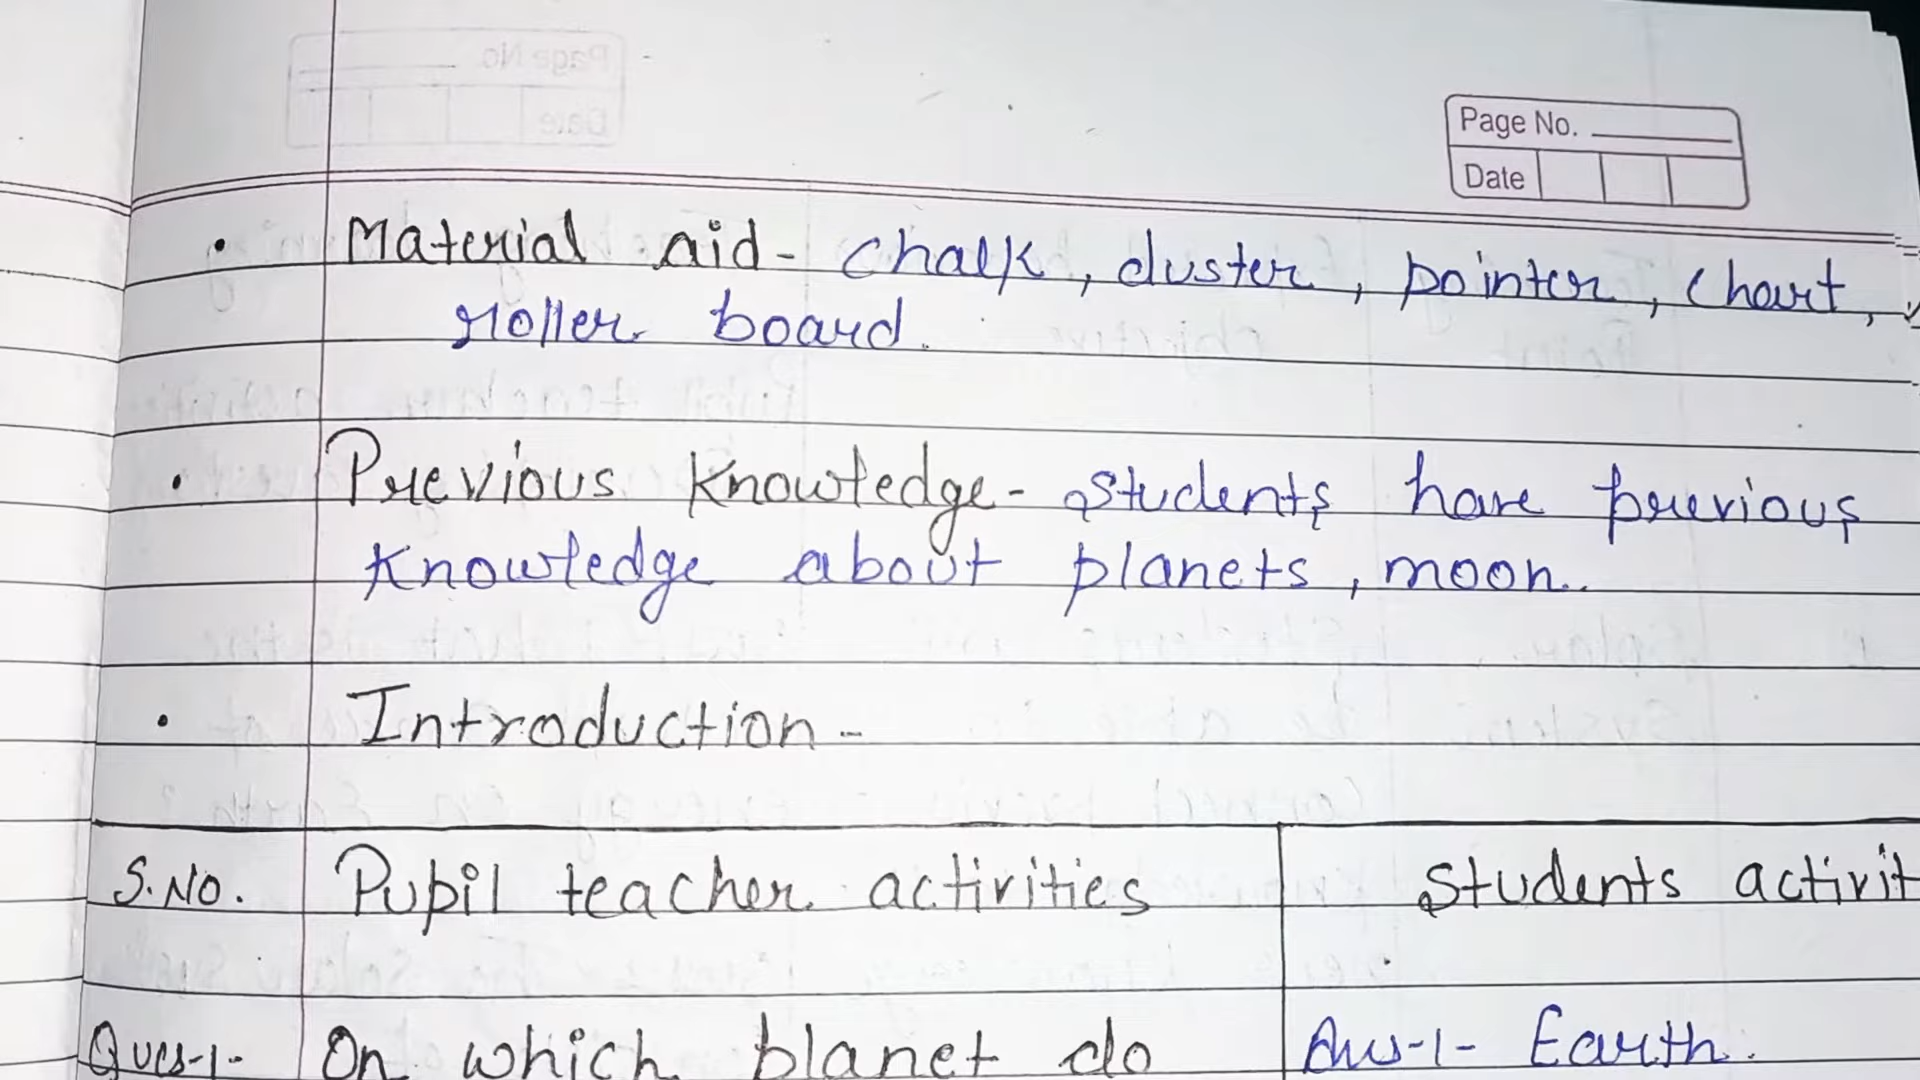 Page No.
Date
• Material aid- chalk, duster, pointer, chart,
roller board.
• Previous Knowledge- Students have previous
Knowledge about planets, moon.
• Introduction-
S.No. Pupil teacher activities Students activit
Ques-1- On which planet do Ans-1- Earth.